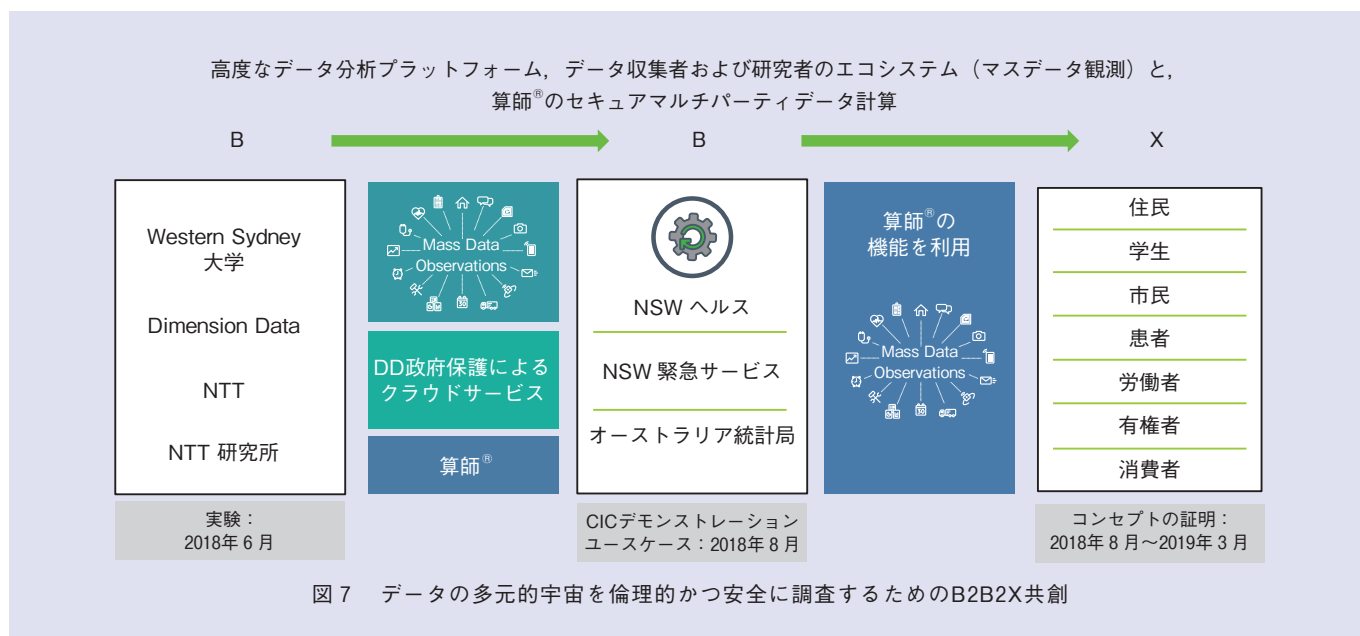 高度なデータ分析プラットフォーム，データ収集者および研究者のエコシステム（マスデータ観測）と，
算師®のセキュアマルチパーティデータ計算
B
B
X
Western Sydney
大学
Dimension Data
NTT
NTT 研究所
実験：
2018年 6 月
Mass Data
Observations
DD政府保護による
クラウドサービス
算師®
NSW ヘルス
NSW 緊急サービス
オーストラリア統計局
CICデモンストレーション
ユースケース：2018年 8 月
算師®の
機能を利用
Mass Data
Observations
住民
学生
市民
患者
労働者
有権者
消費者
コンセプトの証明：
2018年 8 月～2019年 3 月
図 7　データの多元的宇宙を倫理的かつ安全に調査するためのB2B2X共創